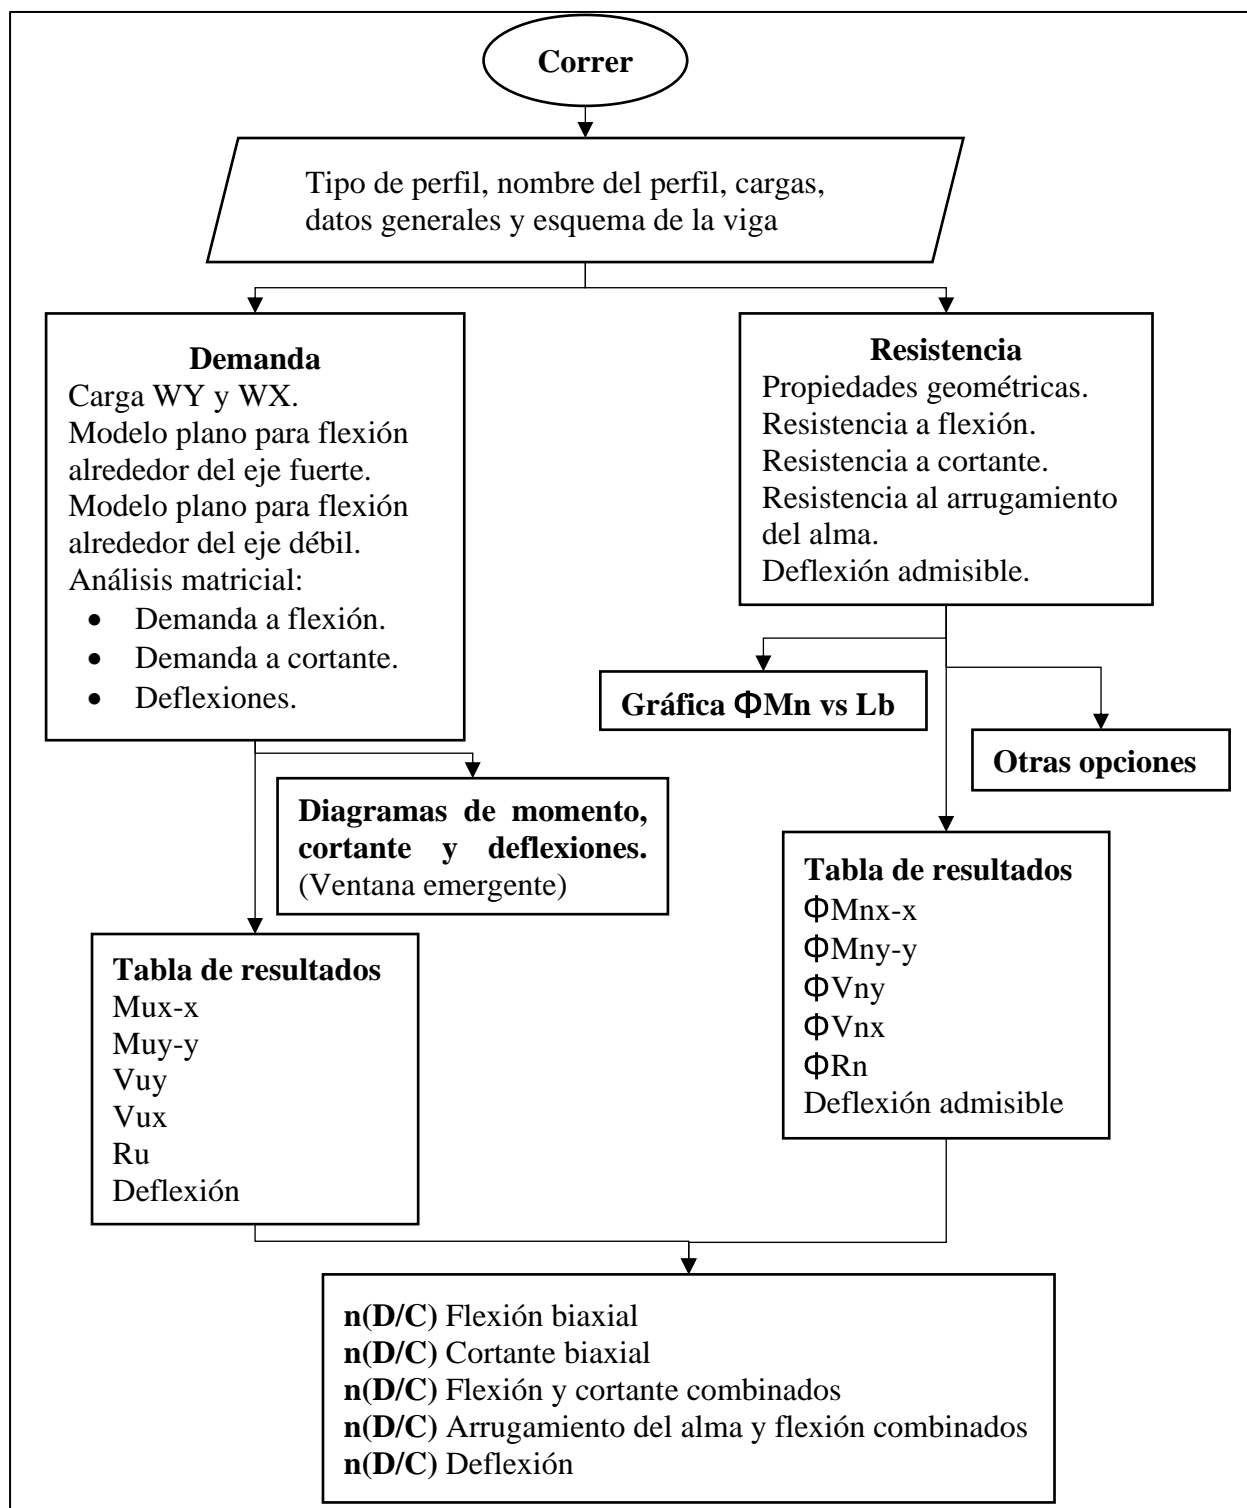 Correr
Tipo de perfil, nombre del perfil, cargas,
datos generales y esquema de la viga
Demanda
Carga WY y WX.
Modelo plano para flexión
alrededor del eje fuerte.
Modelo plano para flexión
alrededor del eje débil.
Análisis matricial:
• Demanda a flexión.
• Demanda a cortante.
• Deflexiones.
Resistencia
Propiedades geométricas.
Resistencia a flexión.
Resistencia a cortante.
Resistencia al arrugamiento
del alma.
Deflexión admisible.
Gráfica ΦMn vs Lb
Otras opciones
Diagramas de momento,
cortante y deflexiones.
(Ventana emergente)
Tabla de resultados
Mux-x
Muy-y
Vuy
Vux
Ru
Deflexión
Tabla de resultados
ΦMnx-x
ΦMny-y
ΦVny
ΦVnx
ΦRn
Deflexión admisible
n(D/C) Flexión biaxial
n(D/C) Cortante biaxial
n(D/C) Flexión y cortante combinados
n(D/C) Arrugamiento del alma y flexión combinados
n(D/C) Deflexión